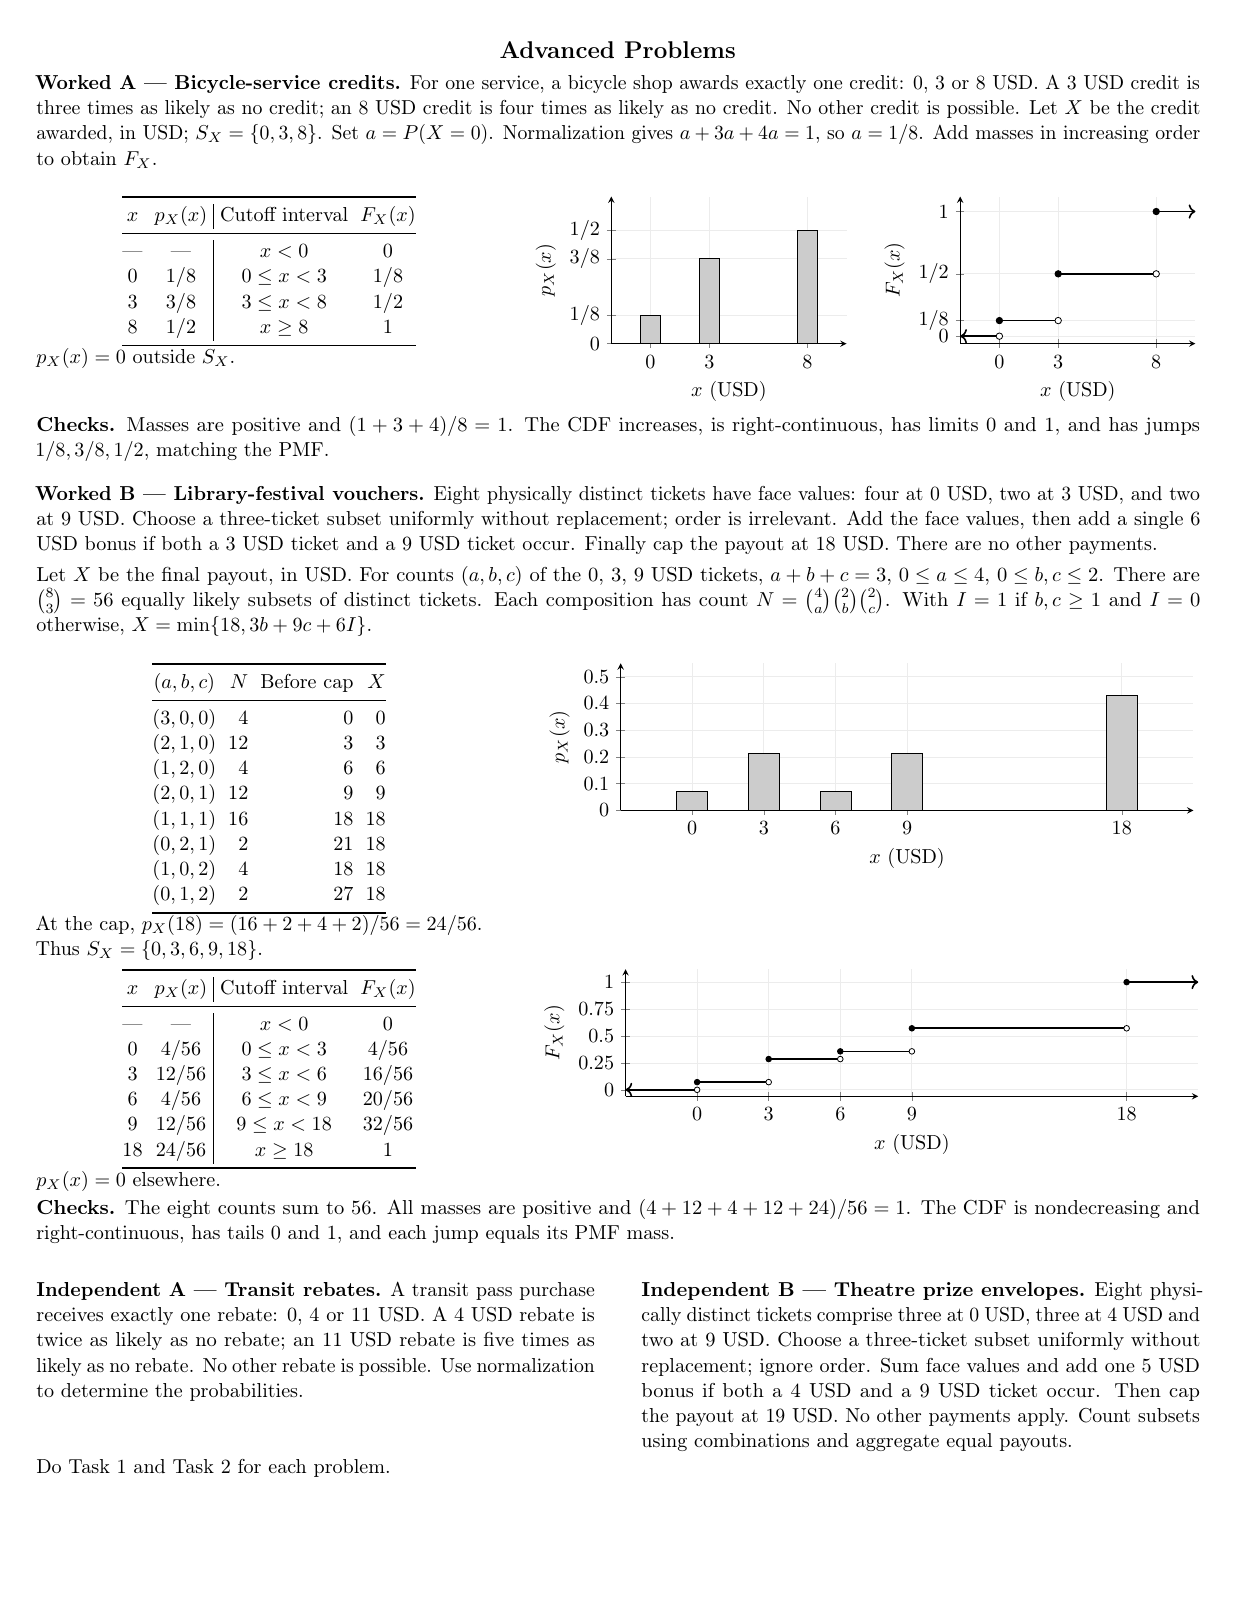 Advanced Problems
Worked A — Bicycle-service credits. For one service, a bicycle shop awards exactly one credit: 0, 3 or 8 USD. A 3 USD credit is
three times as likely as no credit; an 8 USD credit is four times as likely as no credit. No other credit is possible. Let X be the credit
awarded, in USD; S_X = {0, 3, 8}. Set a = P(X = 0). Normalization gives a + 3a + 4a = 1, so a = 1/8. Add masses in increasing order
to obtain F_X.
x p_X(x) Cutoff interval F_X(x)
— — x < 0 0
0 1/8 0 ≤ x < 3 1/8
3 3/8 3 ≤ x < 8 1/2
8 1/2 x ≥ 8 1
p_X(x) = 0 outside S_X.
p_X(x)
1/2
3/8
1/8
0
0 3 8
x (USD)
F_X(x)
1
1/2
1/8
0
0 3 8
x (USD)
Checks. Masses are positive and (1 + 3 + 4)/8 = 1. The CDF increases, is right-continuous, has limits 0 and 1, and has jumps
1/8, 3/8, 1/2, matching the PMF.
Worked B — Library-festival vouchers. Eight physically distinct tickets have face values: four at 0 USD, two at 3 USD, and two
at 9 USD. Choose a three-ticket subset uniformly without replacement; order is irrelevant. Add the face values, then add a single 6
USD bonus if both a 3 USD ticket and a 9 USD ticket occur. Finally cap the payout at 18 USD. There are no other payments.
Let X be the final payout, in USD. For counts (a, b, c) of the 0, 3, 9 USD tickets, a + b + c = 3, 0 ≤ a ≤ 4, 0 ≤ b, c ≤ 2. There are
(8 3) = 56 equally likely subsets of distinct tickets. Each composition has count N = (4 a)(2 b)(2 c). With I = 1 if b, c ≥ 1 and I = 0
otherwise, X = min{18, 3b + 9c + 6I}.
(a, b, c) N Before cap X
(3, 0, 0) 4 0 0
(2, 1, 0) 12 3 3
(1, 2, 0) 4 6 6
(2, 0, 1) 12 9 9
(1, 1, 1) 16 18 18
(0, 2, 1) 2 21 18
(1, 0, 2) 4 18 18
(0, 1, 2) 2 27 18
At the cap, p_X(18) = (16 + 2 + 4 + 2)/56 = 24/56.
Thus S_X = {0, 3, 6, 9, 18}.
p_X(x)
0.5
0.4
0.3
0.2
0.1
0
0 3 6 9 18
x (USD)
x p_X(x) Cutoff interval F_X(x)
— — x < 0 0
0 4/56 0 ≤ x < 3 4/56
3 12/56 3 ≤ x < 6 16/56
6 4/56 6 ≤ x < 9 20/56
9 12/56 9 ≤ x < 18 32/56
18 24/56 x ≥ 18 1
p_X(x) = 0 elsewhere.
F_X(x)
1
0.75
0.5
0.25
0
0 3 6 9 18
x (USD)
Checks. The eight counts sum to 56. All masses are positive and (4 + 12 + 4 + 12 + 24)/56 = 1. The CDF is nondecreasing and
right-continuous, has tails 0 and 1, and each jump equals its PMF mass.
Independent A — Transit rebates. A transit pass purchase
receives exactly one rebate: 0, 4 or 11 USD. A 4 USD rebate is
twice as likely as no rebate; an 11 USD rebate is five times as
likely as no rebate. No other rebate is possible. Use normalization
to determine the probabilities.
Independent B — Theatre prize envelopes. Eight physi-
cally distinct tickets comprise three at 0 USD, three at 4 USD and
two at 9 USD. Choose a three-ticket subset uniformly without
replacement; ignore order. Sum face values and add one 5 USD
bonus if both a 4 USD and a 9 USD ticket occur. Then cap
the payout at 19 USD. No other payments apply. Count subsets
using combinations and aggregate equal payouts.
Do Task 1 and Task 2 for each problem.